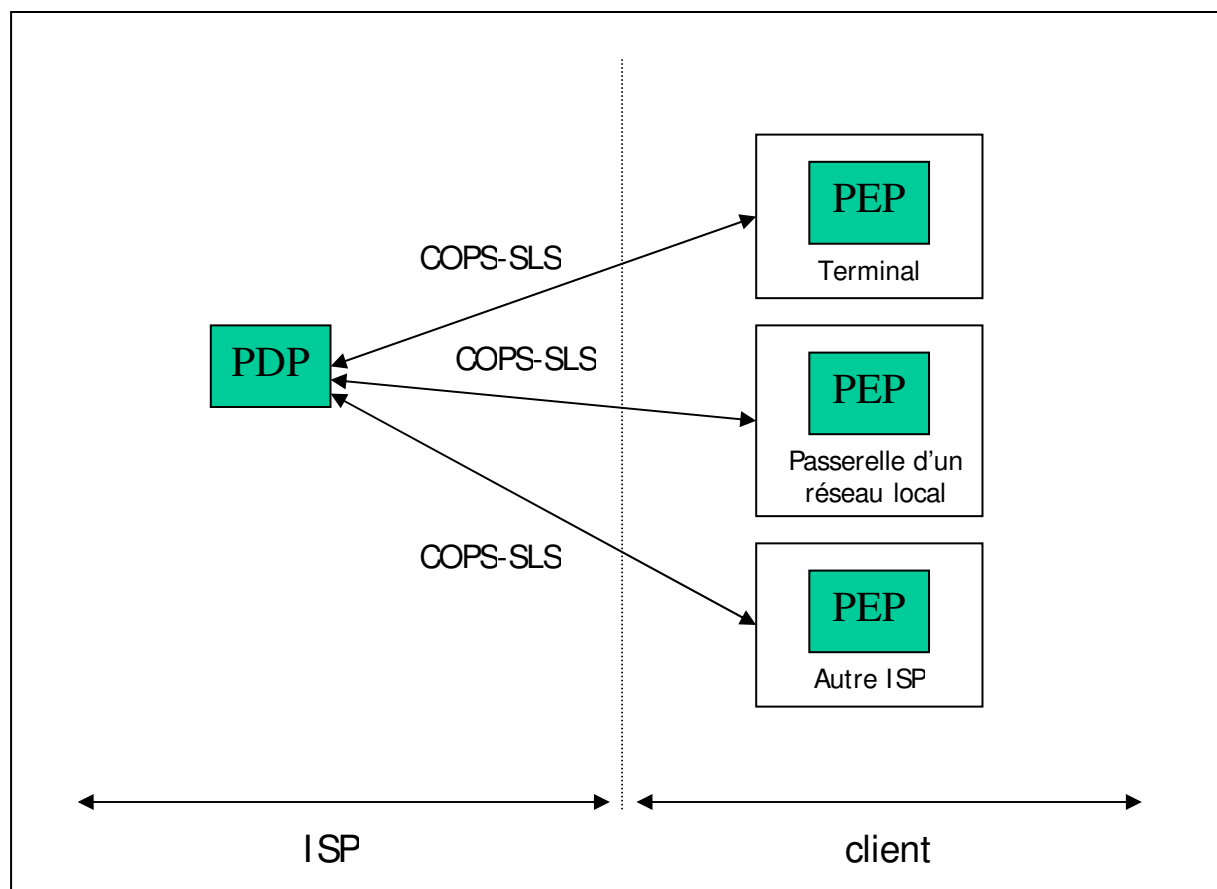 PEP
Terminal
COPS-SLS
PDP
COPS-SLS
PEP
Passerelle d'un
réseau local
COPS-SLS
PEP
Autre ISP
ISP
client